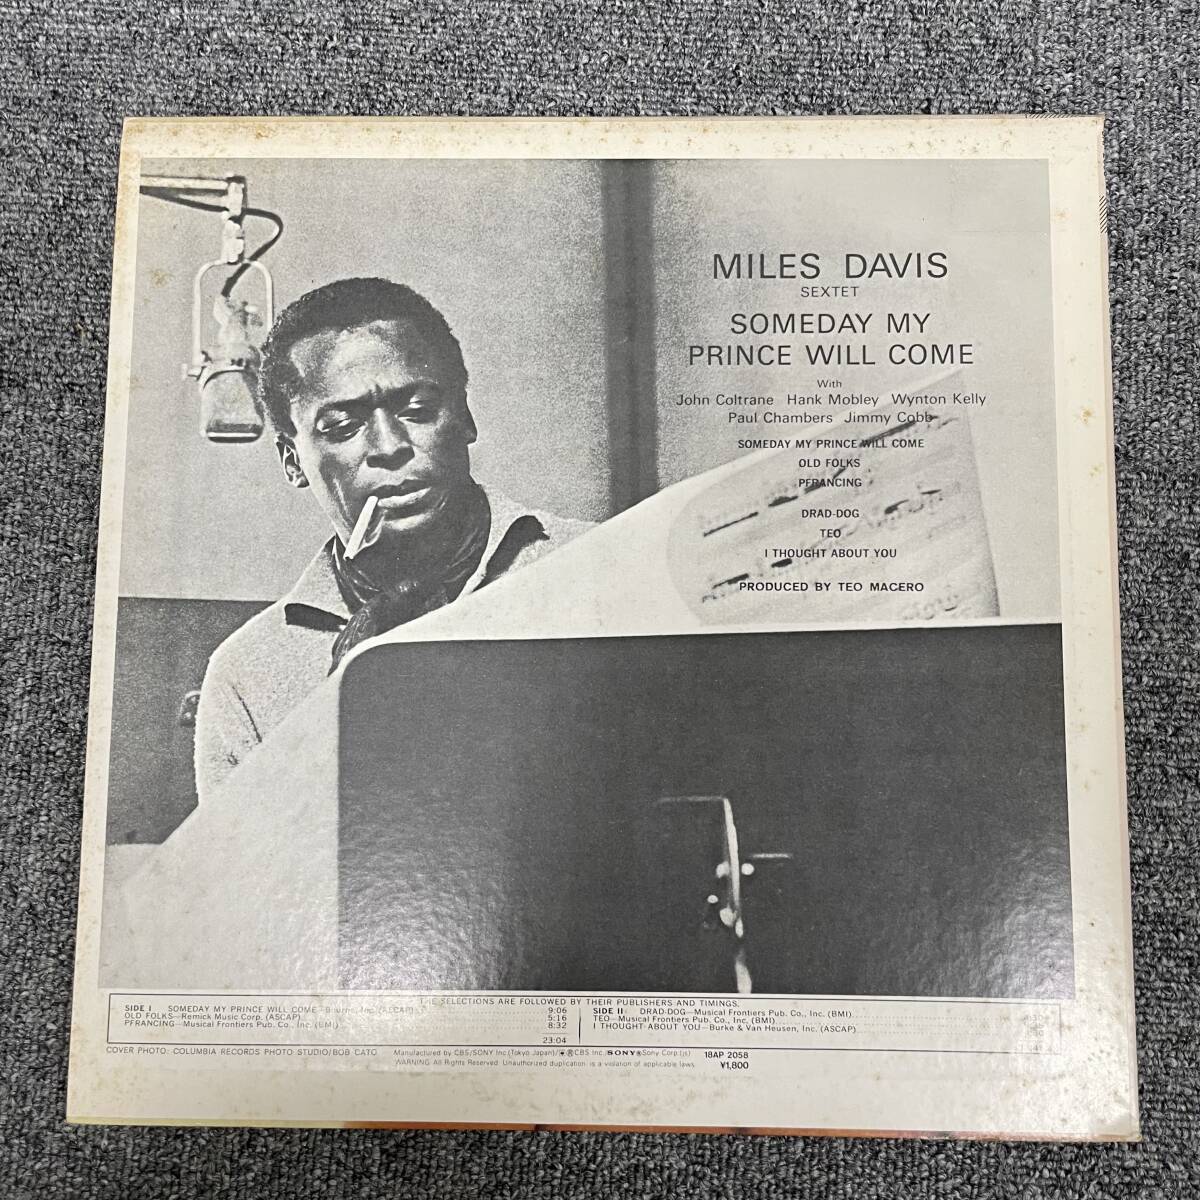 MILES DAVIS
SEXTET
SOMEDAY MY
PRINCE WILL COME
With
John Coltrane Hank Mobley Wynton Kelly
Paul Chambers Jimmy Cobb
SOMEDAY MY PRINCE WILL COME
OLD FOLKS
PFRANCING
DRAD-DOG
TEO
I THOUGHT ABOUT YOU
PRODUCED BY TEO MACERO
THE SELECTIONS ARE FOLLOWED BY THEIR PUBLISHERS AND TIMINGS.
SIDE I SOMEDAY MY PRINCE WILL COME—Bourne, Inc. (ASCAP) 9:06
OLD FOLKS—Remick Music Corp. (ASCAP) 5:16
PFRANCING—Musical Frontiers Pub. Co., Inc. (BMI) 8:32
23:04
SIDE II DRAD-DOG—Musical Frontiers Pub. Co., Inc. (BMI)
TEO—Musical Frontiers Pub. Co., Inc. (BMI)
I THOUGHT ABOUT YOU—Burke & Van Heusen, Inc. (ASCAP)
COVER PHOTO: COLUMBIA RECORDS PHOTO STUDIO/BOB CATO
Manufactured by CBS/SONY Inc. (Tokyo Japan)/®CBS Inc./SONY®Sony Corp.(js) 18AP 2058
WARNING: All Rights Reserved. Unauthorized duplication is a violation of applicable laws. ¥1,800